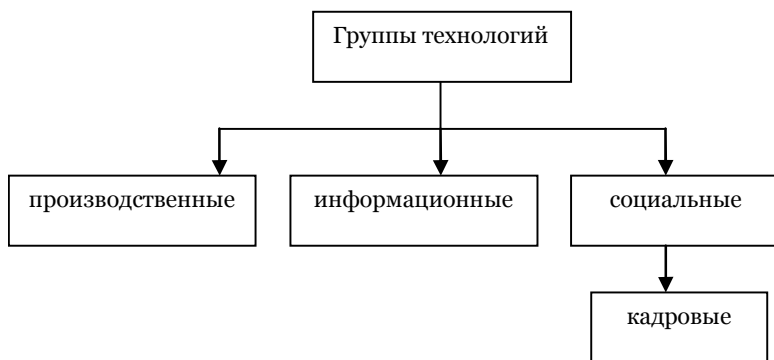 Группы технологий
производственные
информационные
социальные
кадровые